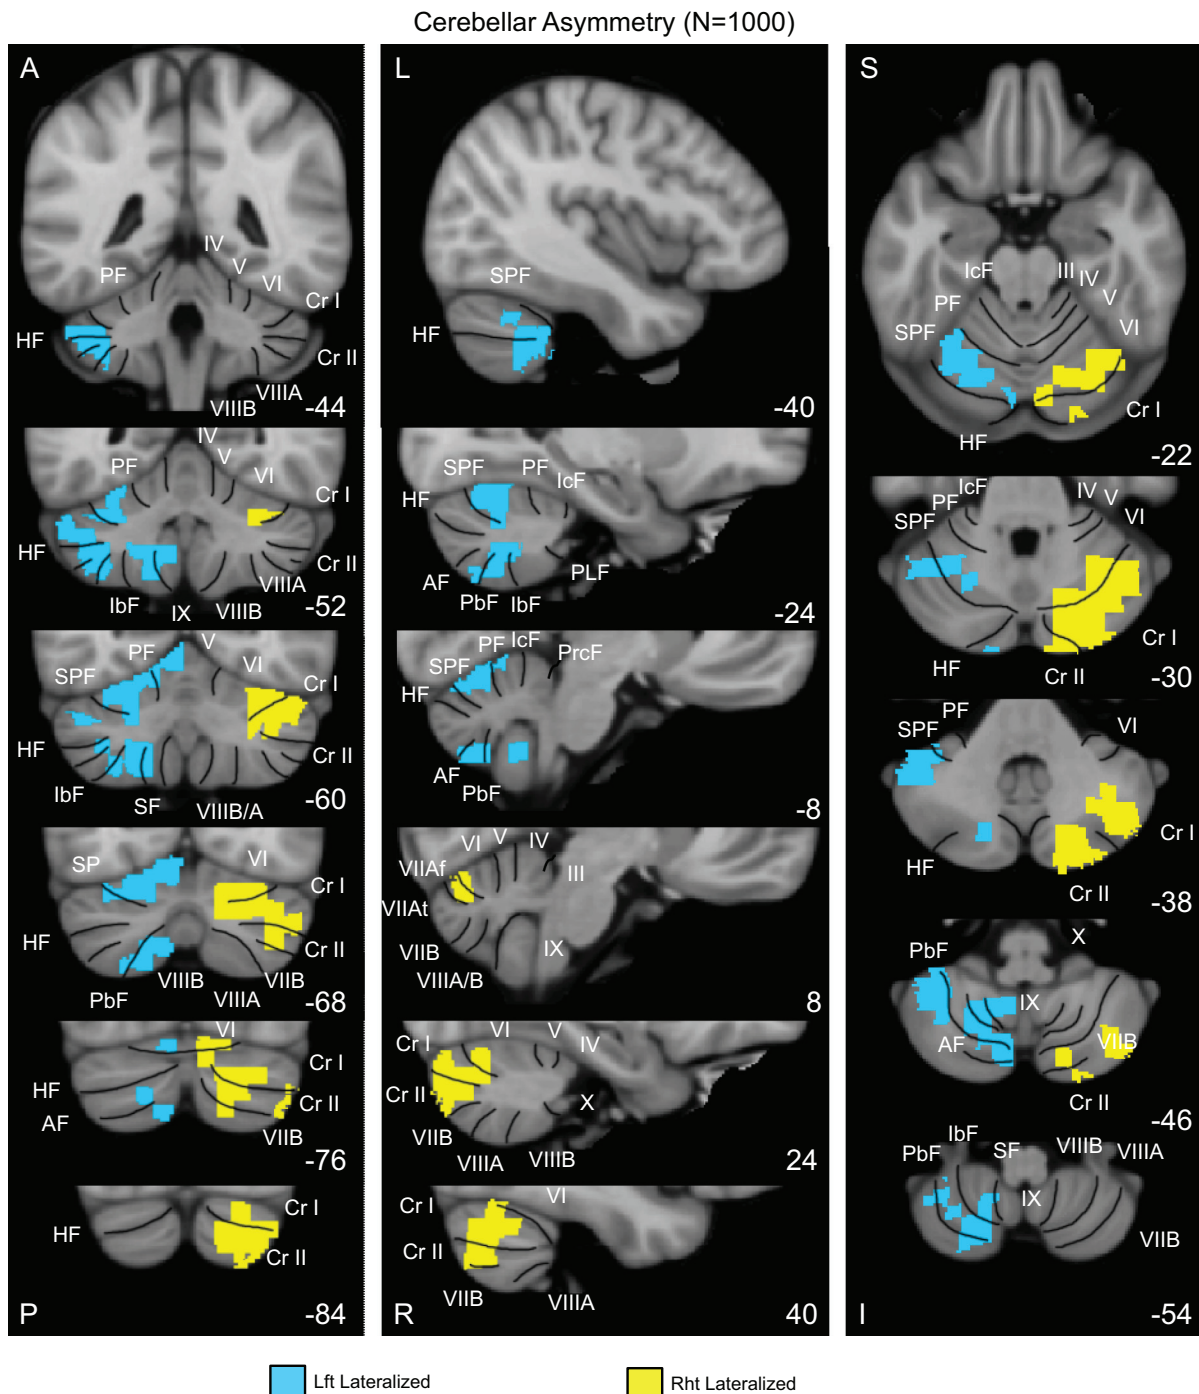 Cerebellar Asymmetry (N=1000)
A
IV
V
PF
VI
Cr I
HF
Cr II
VIIIA
VIIIB
-44
IV
V
PF
VI
Cr I
HF
Cr II
VIIIA
IbF
IX
VIIIB
-52
V
PF
VI
SPF
Cr I
HF
Cr II
IbF
SF
VIIIB/A
-60
SP
VI
Cr I
HF
Cr II
VIIIB
VIIB
PbF
VIIIA
-68
VI
Cr I
HF
Cr II
AF
VIIB
-76
Cr I
HF
Cr II
P
-84
L
SPF
HF
-40
SPF
PF
IcF
HF
AF
PLF
PbF
IbF
-24
IcF
PF
PrcF
SPF
HF
AF
PbF
-8
IV
V
VI
VIIAf
III
VIIAt
VIIB
IX
VIIIA/B
8
V
VI
Cr I
IV
Cr II
X
VIIB
VIIIA
VIIIB
24
VI
Cr I
Cr II
VIIB
VIIIA
R
40
S
IcF
III
IV
PF
V
SPF
VI
Cr I
HF
-22
IcF
IV
PF
V
SPF
VI
Cr I
HF
Cr II
-30
PF
SPF
VI
Cr I
HF
Cr II
-38
X
PbF
IX
AF
VIIB
Cr II
-46
IbF
SF
VIIIB
VIIIA
PbF
IX
VIIB
I
-54
Lft Lateralized
Rht Lateralized